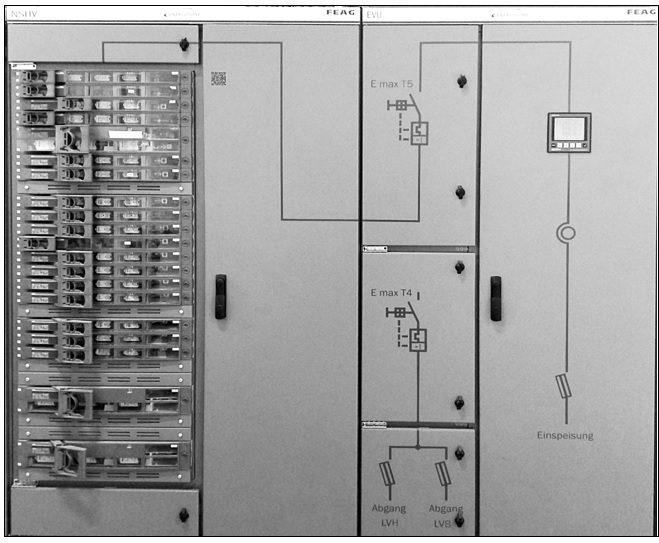 NSHV
FEAG
EVU
FEAG
E max T5
E max T4
Einspeisung
Abgang
LVH
Abgang
LVB